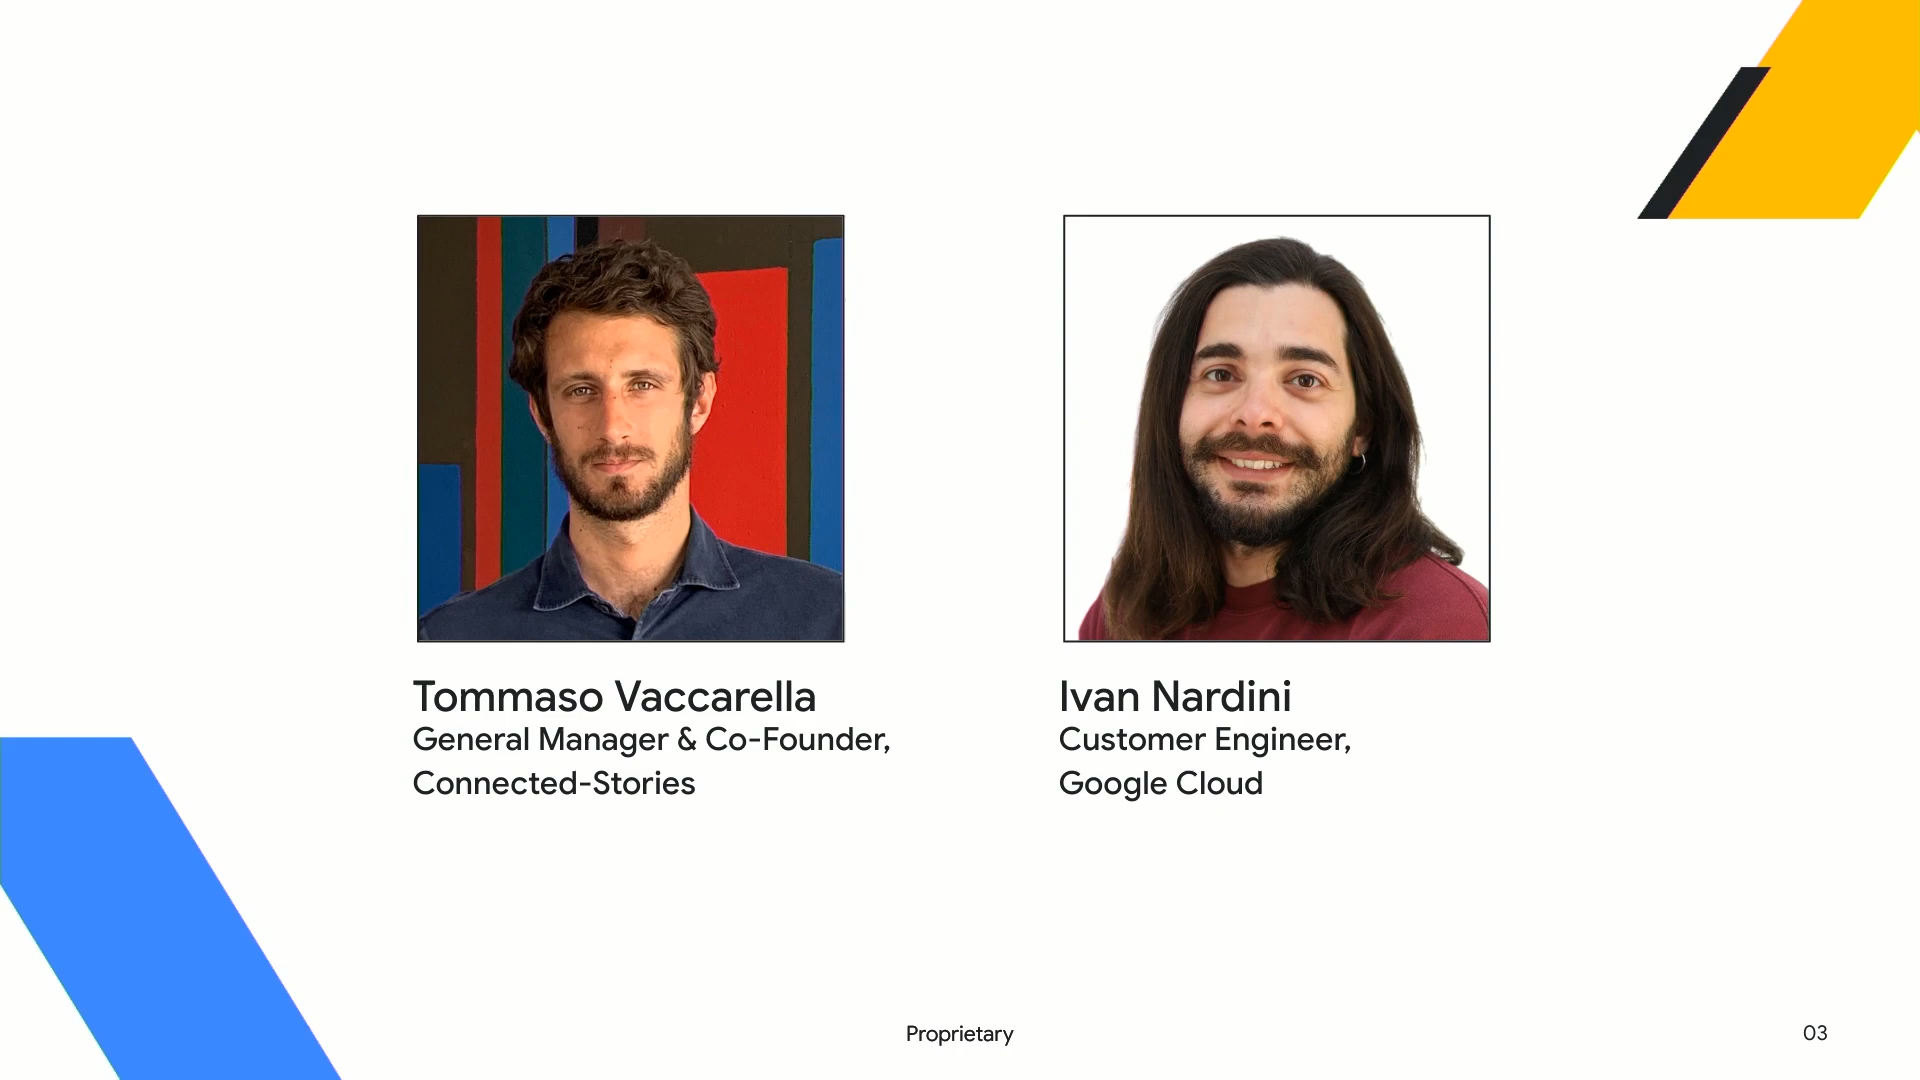 Tommaso Vaccarella
General Manager & Co-Founder,
Connected-Stories
Ivan Nardini
Customer Engineer,
Google Cloud
Proprietary
03